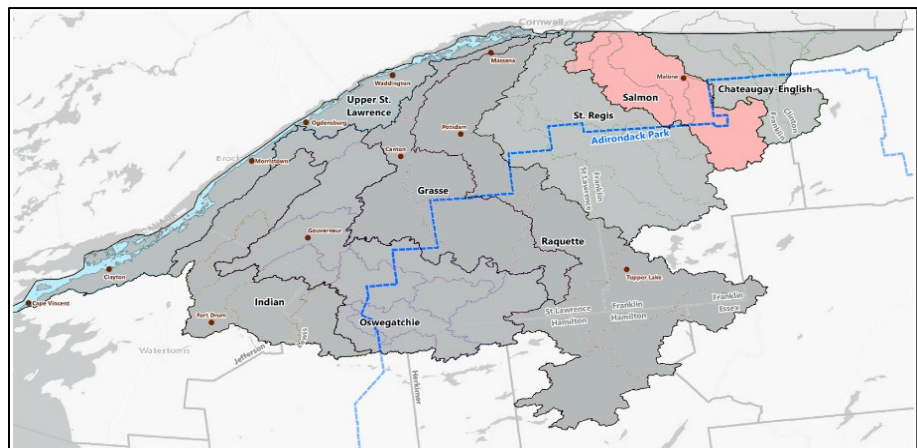 Cornwall
Massena
Waddington
Malone
Upper St.
Lawrence
Salmon
Chateaugay-English
Ogdensburg
St. Regis
Clinton
Franklin
Potsdam
Adirondack Park
Brock
Morristown
Canton
Grasse
Franklin
St Lawrence
Gouverneur
Raquette
Clayton
Tupper Lake
Cape Vincent
Indian
Oswegatchie
St Lawrence
Hamilton
Franklin
Hamilton
Franklin
Essex
Fort Drum
Lewis
Watertown
Jefferson
Herkimer